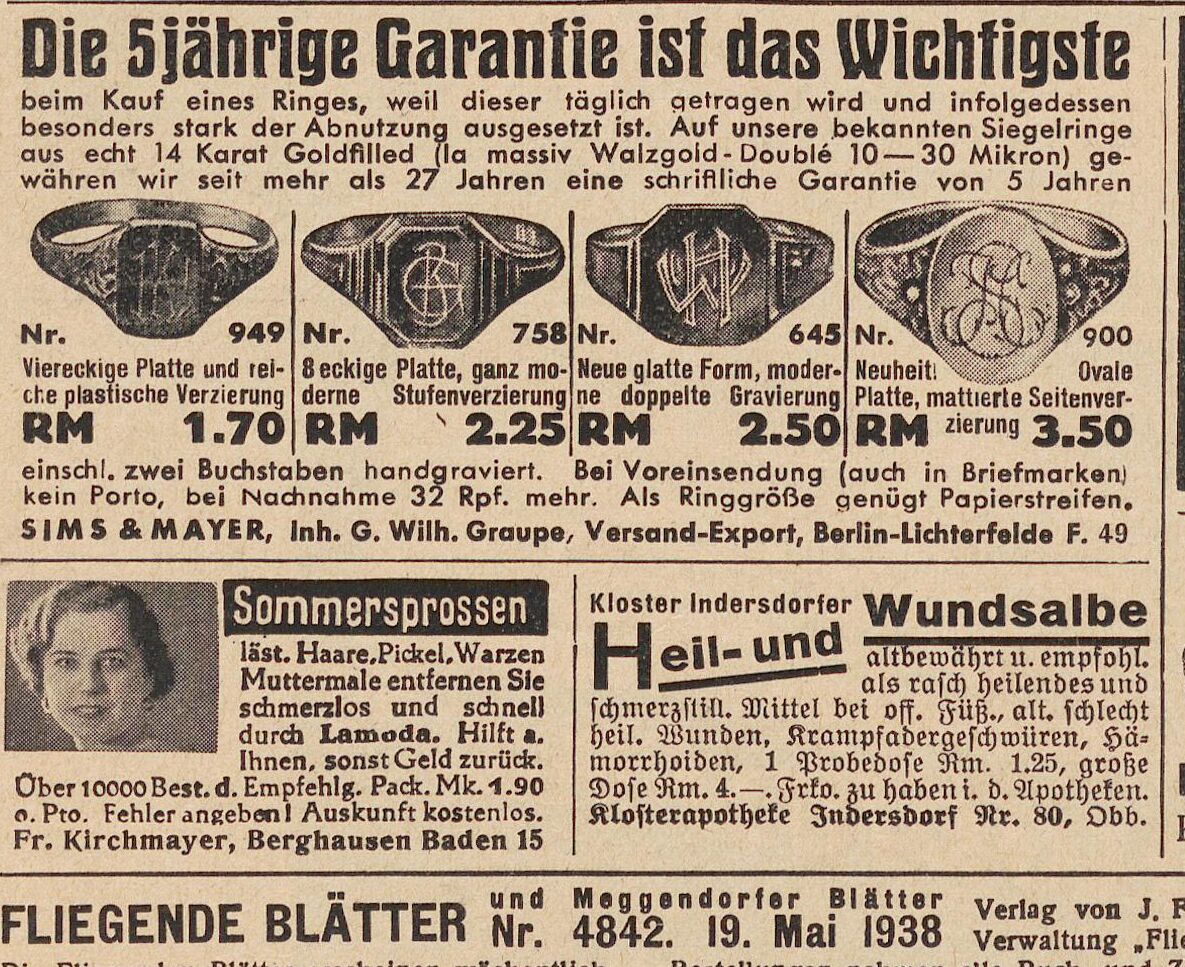 Die 5jährige Garantie ist das Wichtigste
beim Kauf eines Ringes, weil dieser täglich getragen wird und infolgedessen
besonders stark der Abnutzung ausgesetzt ist. Auf unsere bekannten Siegelringe
aus echt 14 Karat Goldfilled (Ia massiv Walzgold-Doublé 10—30 Mikron) ge-
währen wir seit mehr als 27 Jahren eine schriftliche Garantie von 5 Jahren
Nr. 949
Viereckige Platte und rei-
che plastische Verzierung
RM 1.70
Nr. 758
8 eckige Platte, ganz mo-
derne Stufenverzierung
RM 2.25
Nr. 645
Neue glatte Form, moder-
ne doppelte Gravierung
RM 2.50
Nr. 900
Neuheit! Ovale
Platte, mattierte Seitenver-
RM zierung 3.50
einschl. zwei Buchstaben handgraviert. Bei Voreinsendung (auch in Briefmarken)
kein Porto, bei Nachnahme 32 Rpf. mehr. Als Ringgröße genügt Papierstreifen.
SIMS & MAYER, Inh. G. Wilh. Graupe, Versand-Export, Berlin-Lichterfelde F. 49
Sommersprossen
läst. Haare, Pickel, Warzen
Muttermale entfernen Sie
schmerzlos und schnell
durch Lamoda. Hilft a.
Ihnen, sonst Geld zurück.
Über 10000 Best. d. Empfehlg. Pack. Mk. 1.90
o. Pto. Fehler angeben! Auskunft kostenlos.
Fr. Kirchmayer, Berghausen Baden 15
Kloster Indersdorfer Wundsalbe
Heil- und
altbewährt u. empfohl.
als rasch heilendes und
schmerzstill. Mittel bei off. Füß., alt. schlecht
heil. Wunden, Krampfadergeschwüren, Hä-
morrhoiden, 1 Probedose Rm. 1.25, große
Dose Rm. 4.—. Frko. zu haben i. d. Apotheken.
Klosterapotheke Indersdorf Nr. 80, Obb.
FLIEGENDE BLÄTTER und Meggendorfer Blätter
Nr. 4842. 19. Mai 1938
Verlag von J. F
Verwaltung „Flie